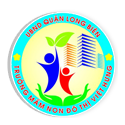 UBND QUẬN LONG BIÊN
TRƯỜNG MẦM NON ĐÔ THỊ VIỆT HƯNG